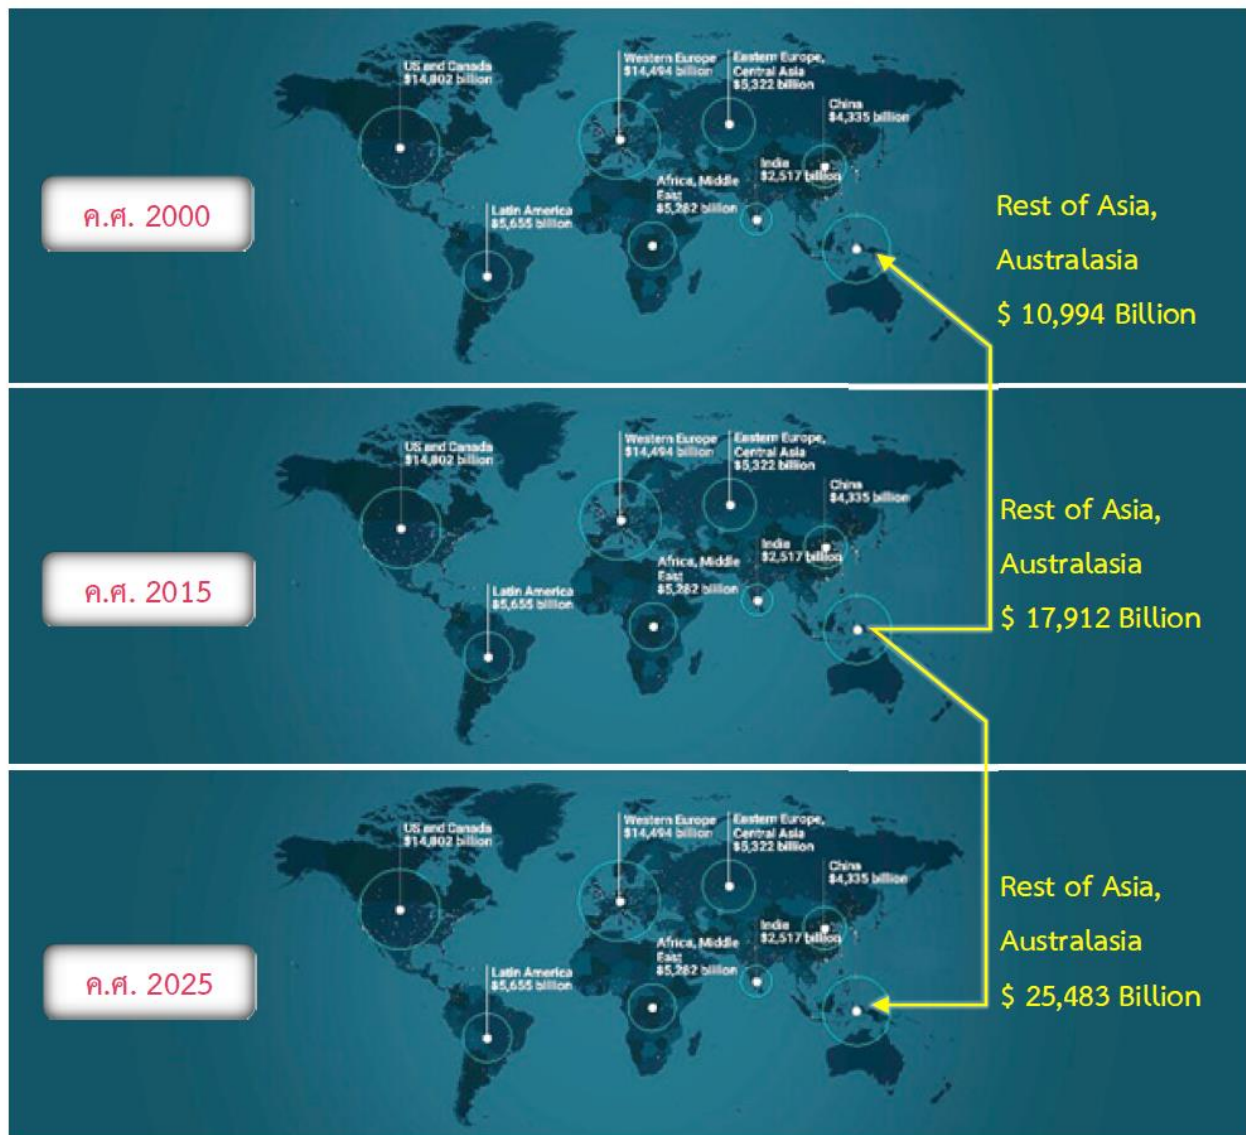 US and Canada
$14,802 billion
Western Europe
$14,494 billion
Eastern Europe,
Central Asia
$5,322 billion
China
$4,335 billion
India
$2,517 billion
Africa, Middle
East
$5,282 billion
Latin America
$5,655 billion
ค.ศ. 2000
Rest of Asia,
Australasia
$ 10,994 Billion
US and Canada
$14,802 billion
Western Europe
$14,494 billion
Eastern Europe,
Central Asia
$5,322 billion
China
$4,335 billion
India
$2,517 billion
Africa, Middle
East
$5,282 billion
Latin America
$5,655 billion
ค.ศ. 2015
Rest of Asia,
Australasia
$ 17,912 Billion
US and Canada
$14,802 billion
Western Europe
$14,494 billion
Eastern Europe,
Central Asia
$5,322 billion
China
$4,335 billion
India
$2,517 billion
Africa, Middle
East
$5,282 billion
Latin America
$5,655 billion
ค.ศ. 2025
Rest of Asia,
Australasia
$ 25,483 Billion